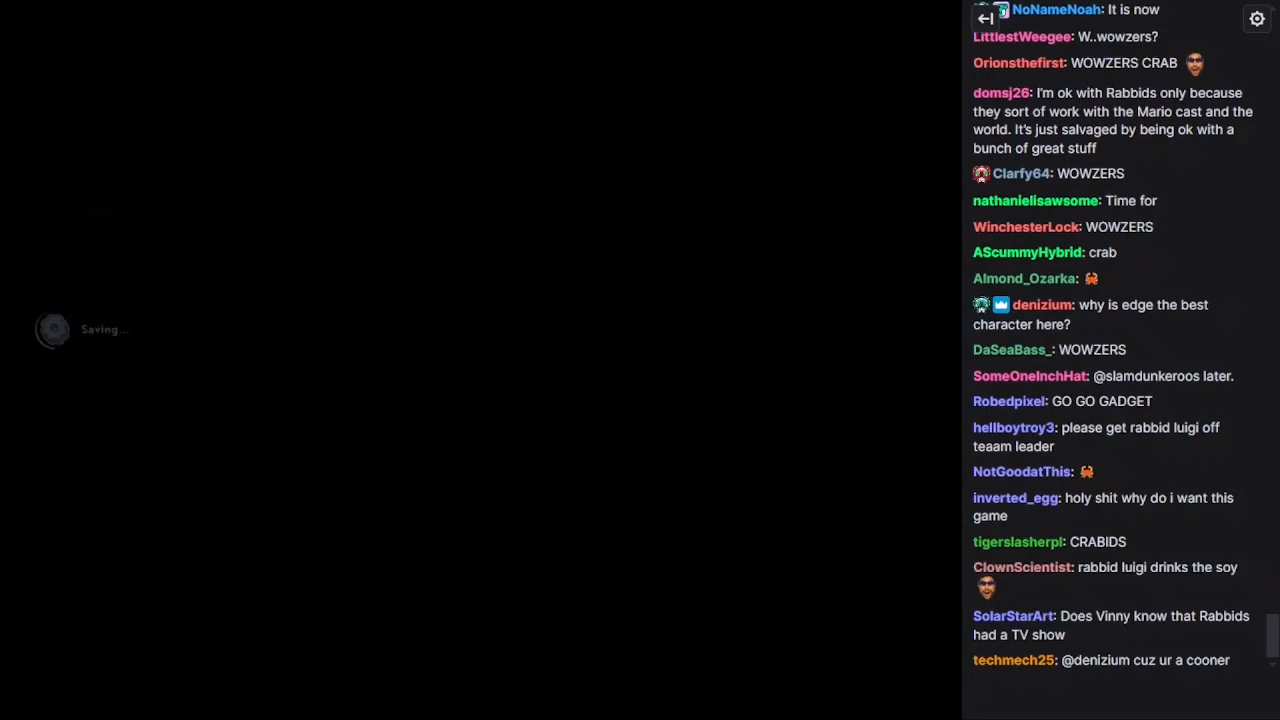 NoNameNoah: It is now
LittlestWeegee: W..wowzers?
Orionsthefirst: WOWZERS CRAB
domsj26: I'm ok with Rabbids only because
they sort of work with the Mario cast and the
world. It's just salvaged by being ok with a
bunch of great stuff
Clarfy64: WOWZERS
nathanielisawsome: Time for
WinchesterLock: WOWZERS
AScummyHybrid: crab
Almond_Ozarka: 🦀
denizium: why is edge the best
character here?
DaSeaBass_: WOWZERS
SomeOneInchHat: @slamdunkeroos later.
Robedpixel: GO GO GADGET
Saving...
hellboytroy3: please get rabbid luigi off
teaam leader
NotGoodatThis: 🦀
inverted_egg: holy shit why do i want this
game
tigerslasherpl: CRABIDS
ClownScientist: rabbid luigi drinks the soy
SolarStarArt: Does Vinny know that Rabbids
had a TV show
techmech25: @denizium cuz ur a cooner